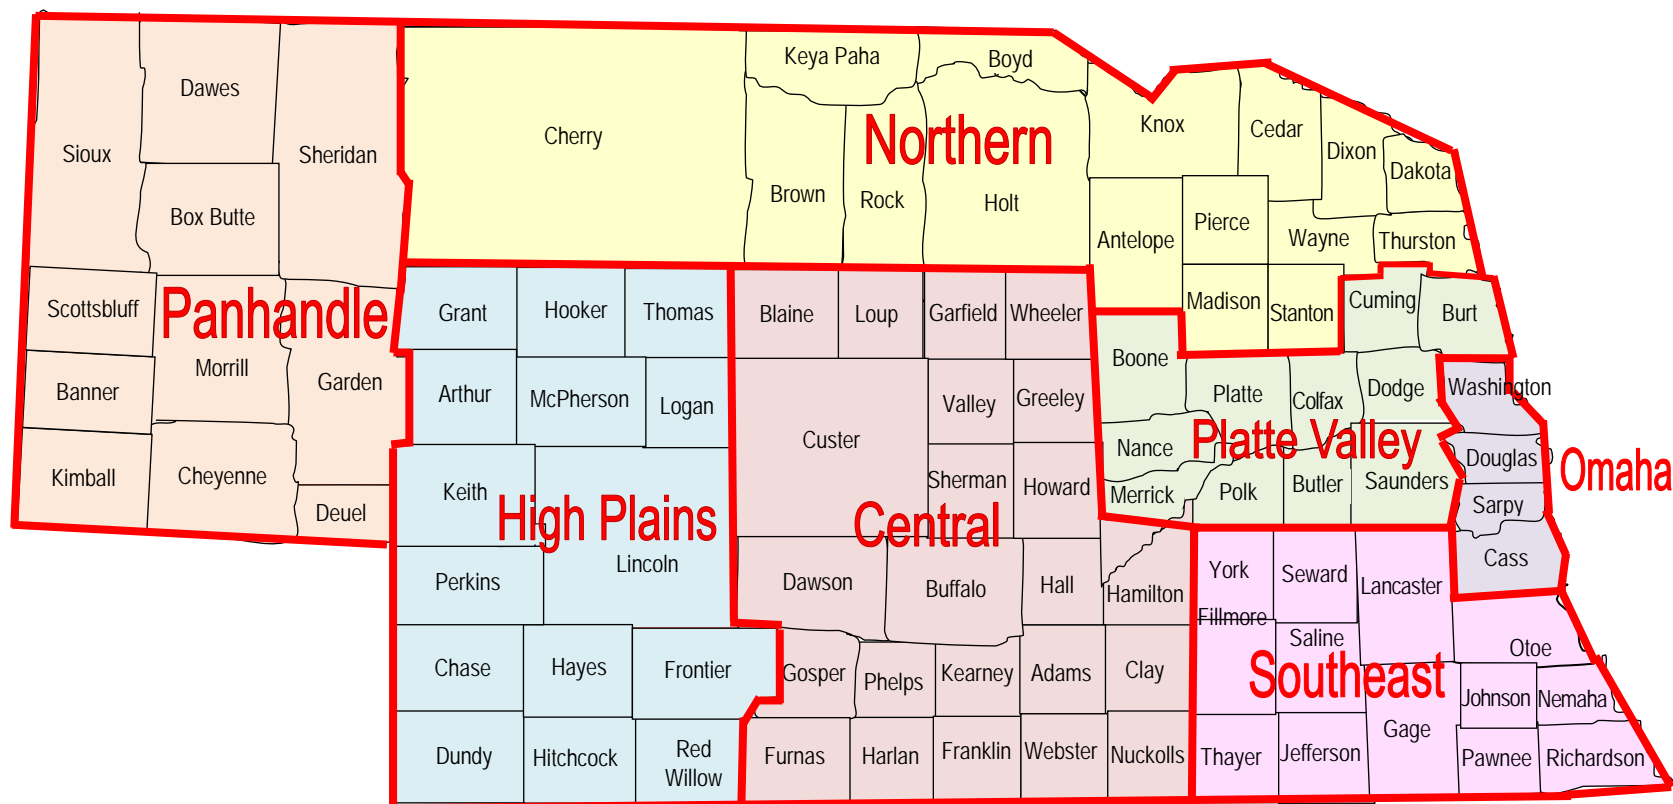 Keya Paha
Boyd
Dawes
Knox
Cedar
Cherry
Northern
Dixon
Sioux
Sheridan
Dakota
Brown
Rock
Holt
Box Butte
Pierce
Antelope
Wayne
Thurston
Scottsbluff
Panhandle
Grant
Hooker
Thomas
Blaine
Loup
Garfield
Wheeler
Madison
Stanton
Cuming
Burt
Morrill
Garden
Boone
Banner
Arthur
McPherson
Logan
Valley
Greeley
Platte
Colfax
Dodge
Washington
Custer
Nance
Platte Valley
Douglas
Omaha
Kimball
Cheyenne
Keith
Sherman
Howard
Merrick
Polk
Butler
Saunders
Sarpy
Deuel
High Plains
Central
Lincoln
Cass
Perkins
Dawson
Buffalo
Hall
Hamilton
York
Seward
Lancaster
Fillmore
Saline
Otoe
Chase
Hayes
Frontier
Gosper
Phelps
Kearney
Adams
Clay
Southeast
Johnson
Nemaha
Gage
Dundy
Hitchcock
Red
Willow
Furnas
Harlan
Franklin
Webster
Nuckolls
Thayer
Jefferson
Pawnee
Richardson